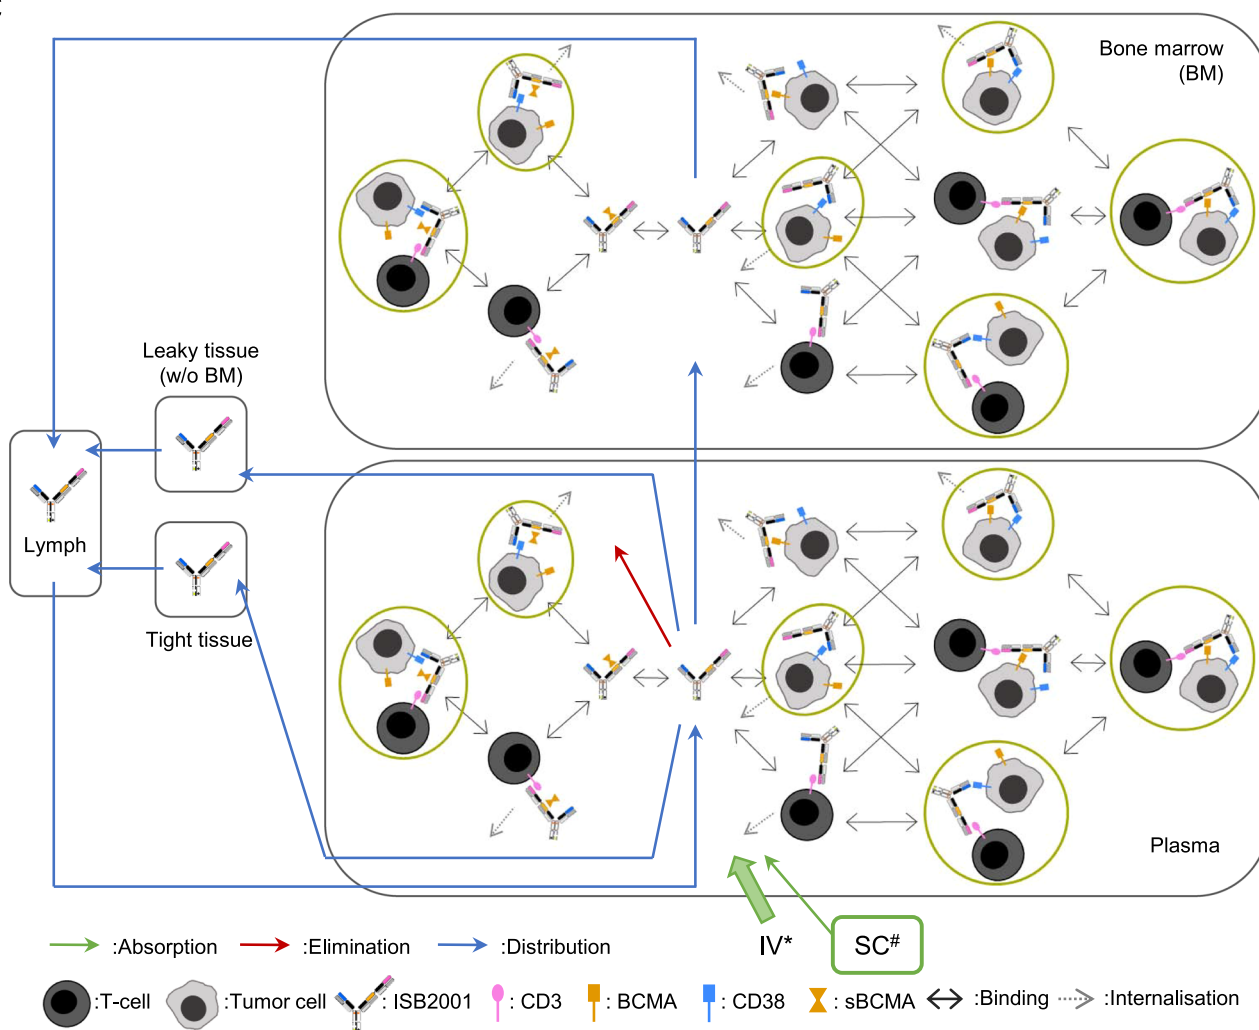 Bone marrow
(BM)
Leaky tissue
(w/o BM)
Lymph
Tight tissue
Plasma
IV*
SC#
:Absorption
:Elimination
:Distribution
:T-cell
:Tumor cell
: ISB2001
: CD3
: BCMA
: CD38
: sBCMA
:Binding
:Internalisation